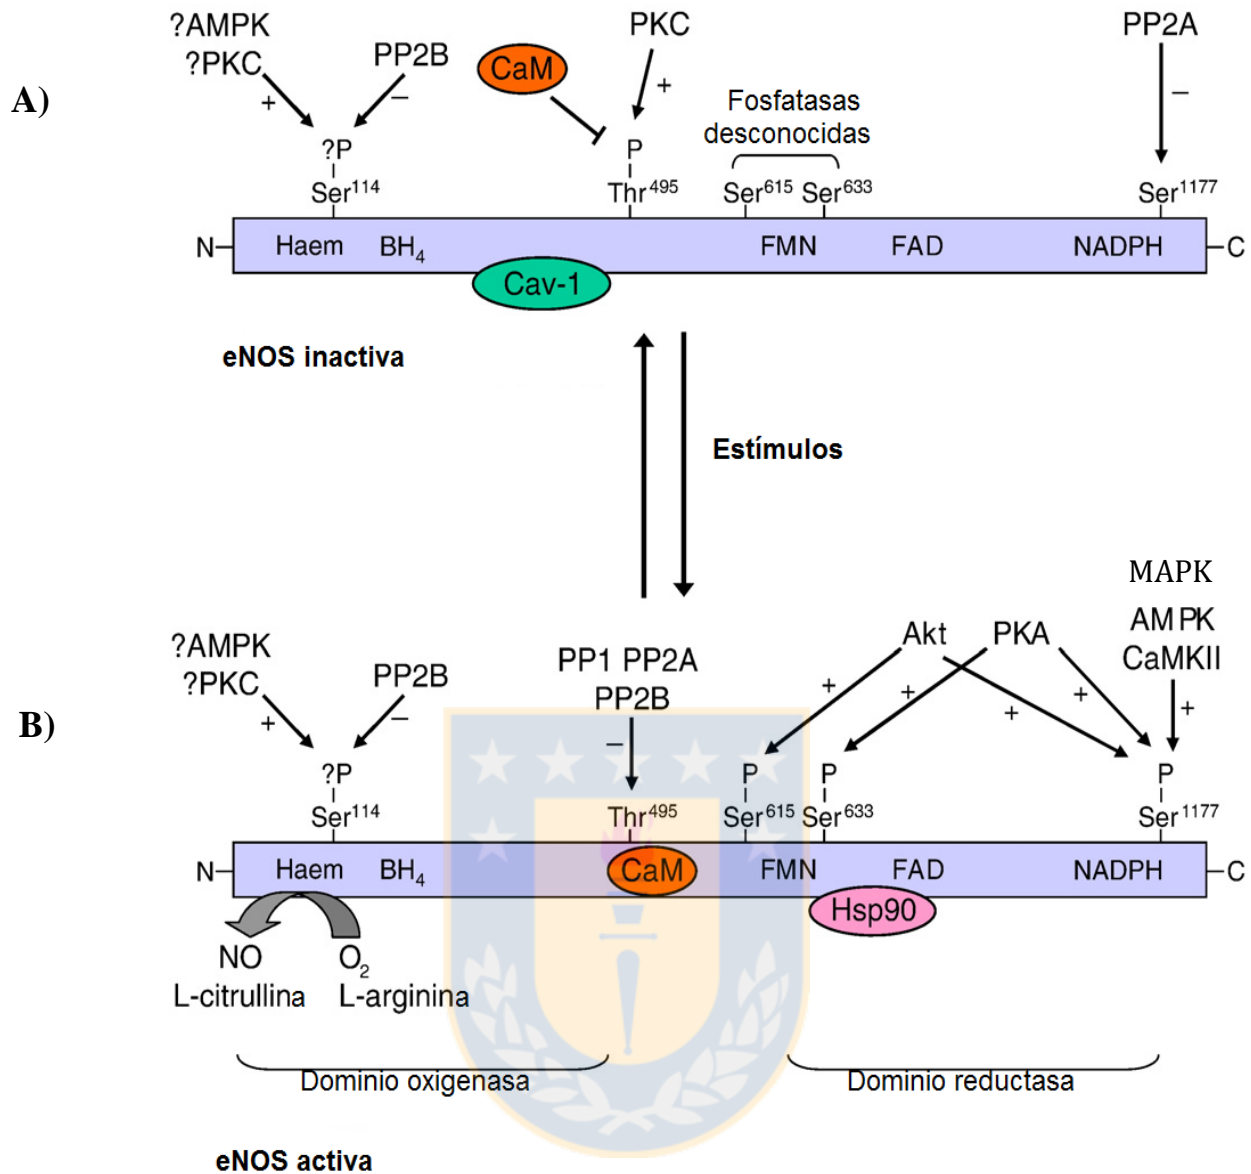 A)
?AMPK
?PKC
+
PP2B
–
CaM
PKC
+
Fosfatasas
desconocidas
PP2A
–
?P
P
Ser114
Thr495
Ser615
Ser633
Ser1177
N
Haem
BH4
FMN
FAD
NADPH
C
Cav-1
eNOS inactiva
Estímulos
B)
?AMPK
?PKC
+
PP2B
–
PP1 PP2A
PP2B
–
Akt
PKA
MAPK
AMPK
CaMKII
+
+
+
+
+
?P
P
P
P
Ser114
Thr495
Ser615
Ser633
Ser1177
N
Haem
BH4
CaM
FMN
FAD
NADPH
C
Hsp90
NO
O2
L-citrullina
L-arginina
Dominio oxigenasa
Dominio reductasa
eNOS activa